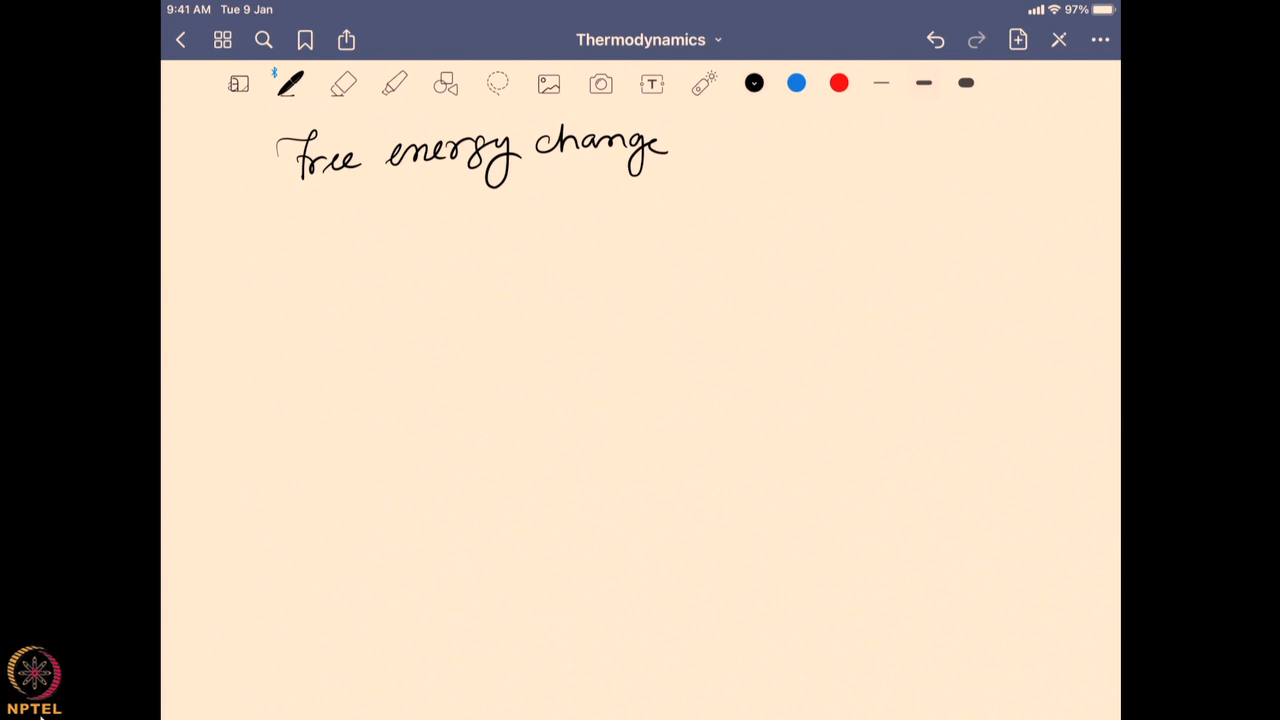 9:41 AM Tue 9 Jan 97%
Thermodynamics
T
Free energy change
NPTEL